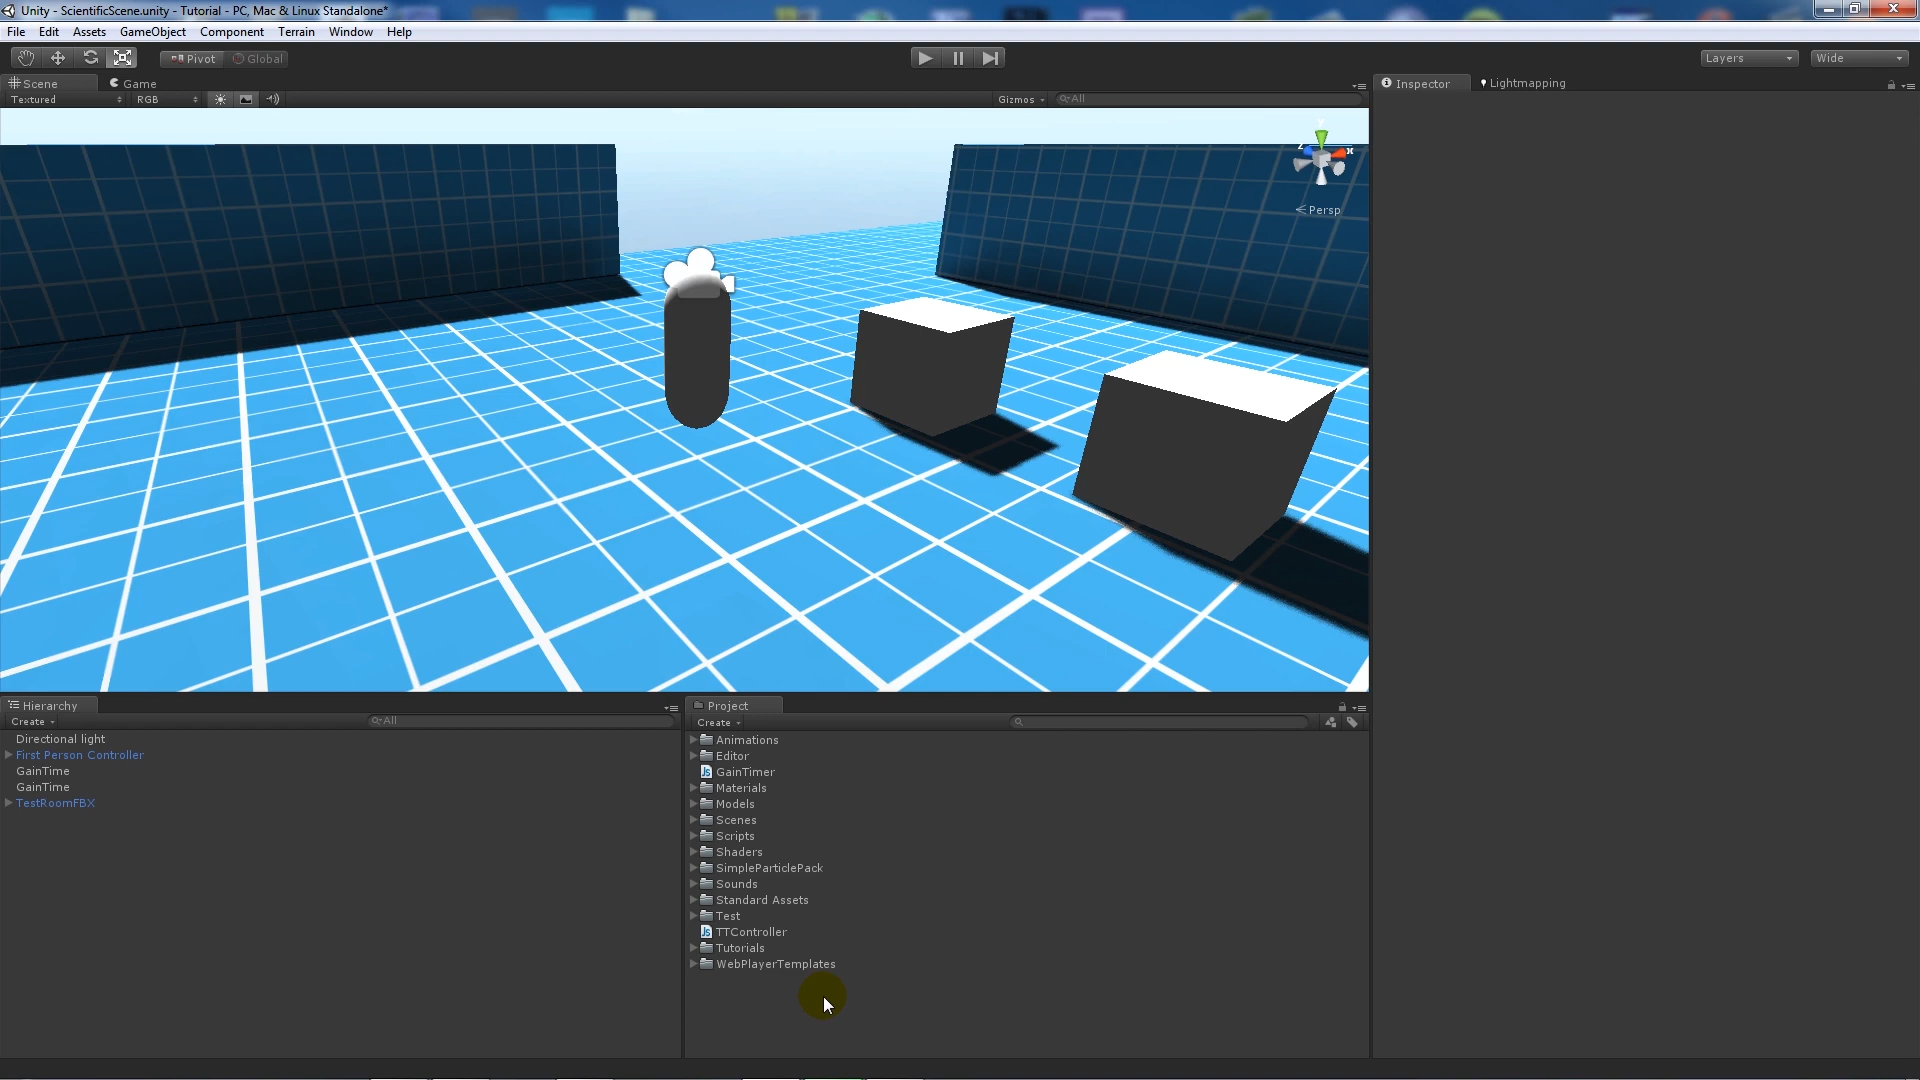 Unity - ScientificScene.unity - Tutorial - PC, Mac & Linux Standalone*
File Edit Assets GameObject Component Terrain Window Help
Pivot Global Layers Wide
Scene Game Inspector Lightmapping
Textured RGB Gizmos All
y
z x
Persp
Hierarchy Project
Create All Create
Directional light
First Person Controller
GainTime
GainTime
TestRoomFBX
Animations
Editor
GainTimer
Materials
Models
Scenes
Scripts
Shaders
SimpleParticlePack
Sounds
Standard Assets
Test
TTController
Tutorials
WebPlayerTemplates